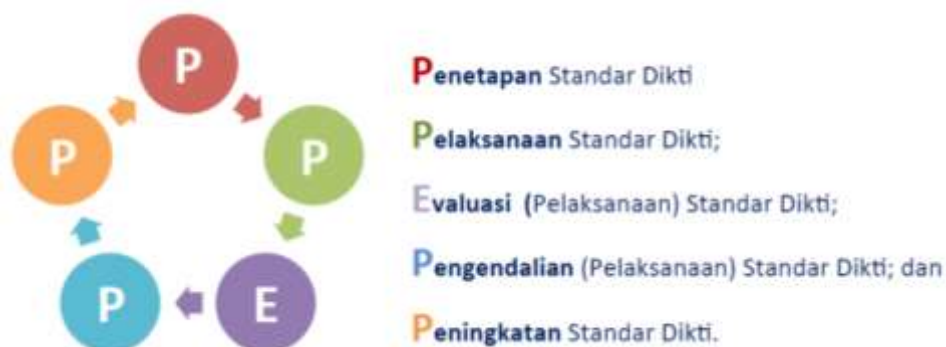 P
P
P
P
E
Penetapan Standar Dikti
Pelaksanaan Standar Dikti;
Evaluasi (Pelaksanaan) Standar Dikti;
Pengendalian (Pelaksanaan) Standar Dikti; dan
Peningkatan Standar Dikti.